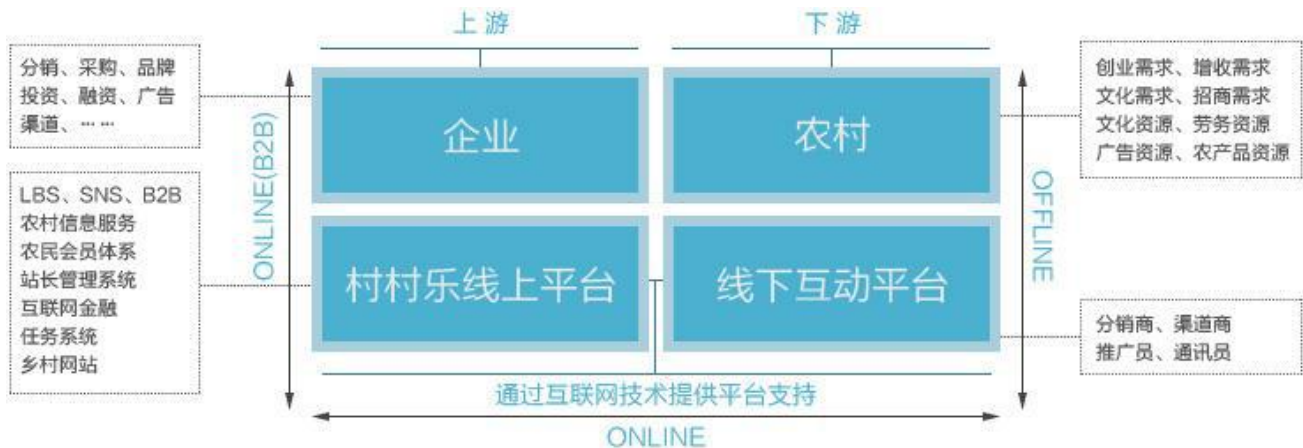 上游
下游
分销、采购、品牌
投资、融资、广告
渠道、… …
ONLINE(B2B)
企业
农村
创业需求、增收需求
文化需求、招商需求
文化资源、劳务资源
广告资源、农产品资源
OFFLINE
LBS、SNS、B2B
农村信息服务
农民会员体系
站长管理系统
互联网金融
任务系统
乡村网站
村村乐线上平台
线下互动平台
分销商、渠道商
推广员、通讯员
通过互联网技术提供平台支持
ONLINE